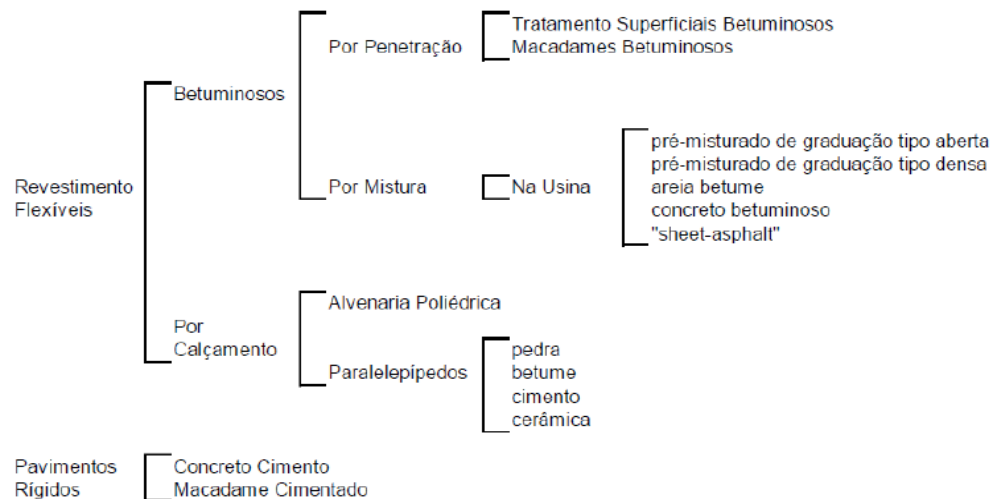 Tratamento Superficiais Betuminosos
Por Penetração
Macadames Betuminosos
Betuminosos
pré-misturado de graduação tipo aberta
pré-misturado de graduação tipo densa
Revestimento
Flexíveis
Por Mistura
Na Usina
areia betume
concreto betuminoso
"sheet-asphalt"
Alvenaria Poliédrica
Por
Calçamento
pedra
Paralelepípedos
betume
cimento
cerâmica
Pavimentos
Rígidos
Concreto Cimento
Macadame Cimentado